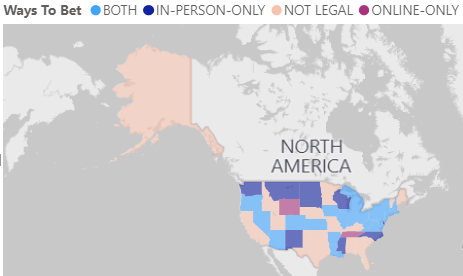 Ways To Bet BOTH IN-PERSON-ONLY NOT LEGAL ONLINE-ONLY
NORTH
AMERICA